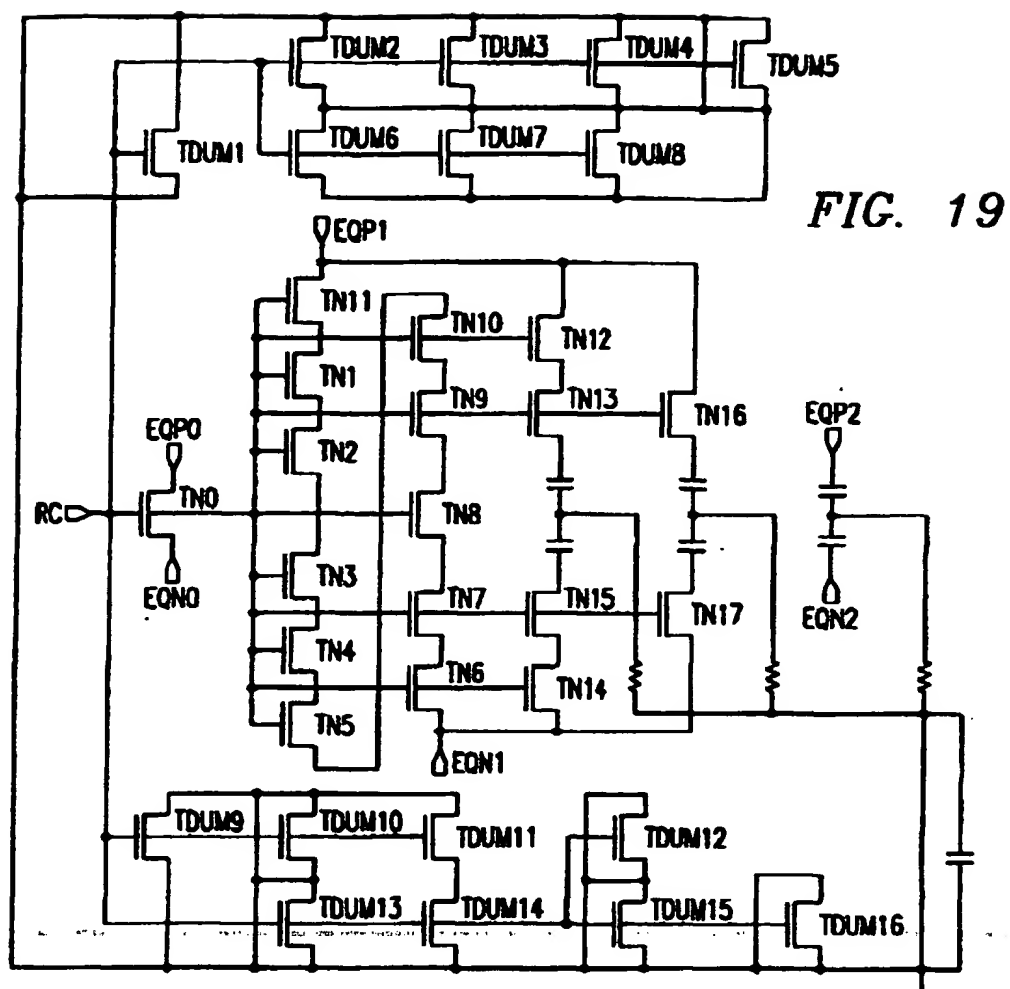 TDUM2 TDUM3 TDUM4 TDUM5
TDUM1 TDUM6 TDUM7 TDUM8
FIG. 19
EQP1
TN11 TN10 TN12
TN1
TN9 TN13 TN16
EQP0 TN2 EQP2
RC TN0 TN8
EQN0 TN3
TN7 TN15 TN17 EQN2
TN4
TN6 TN14
TN5
EQN1
TDUM9 TDUM10 TDUM11 TDUM12
TDUM13 TDUM14 TDUM15 TDUM16